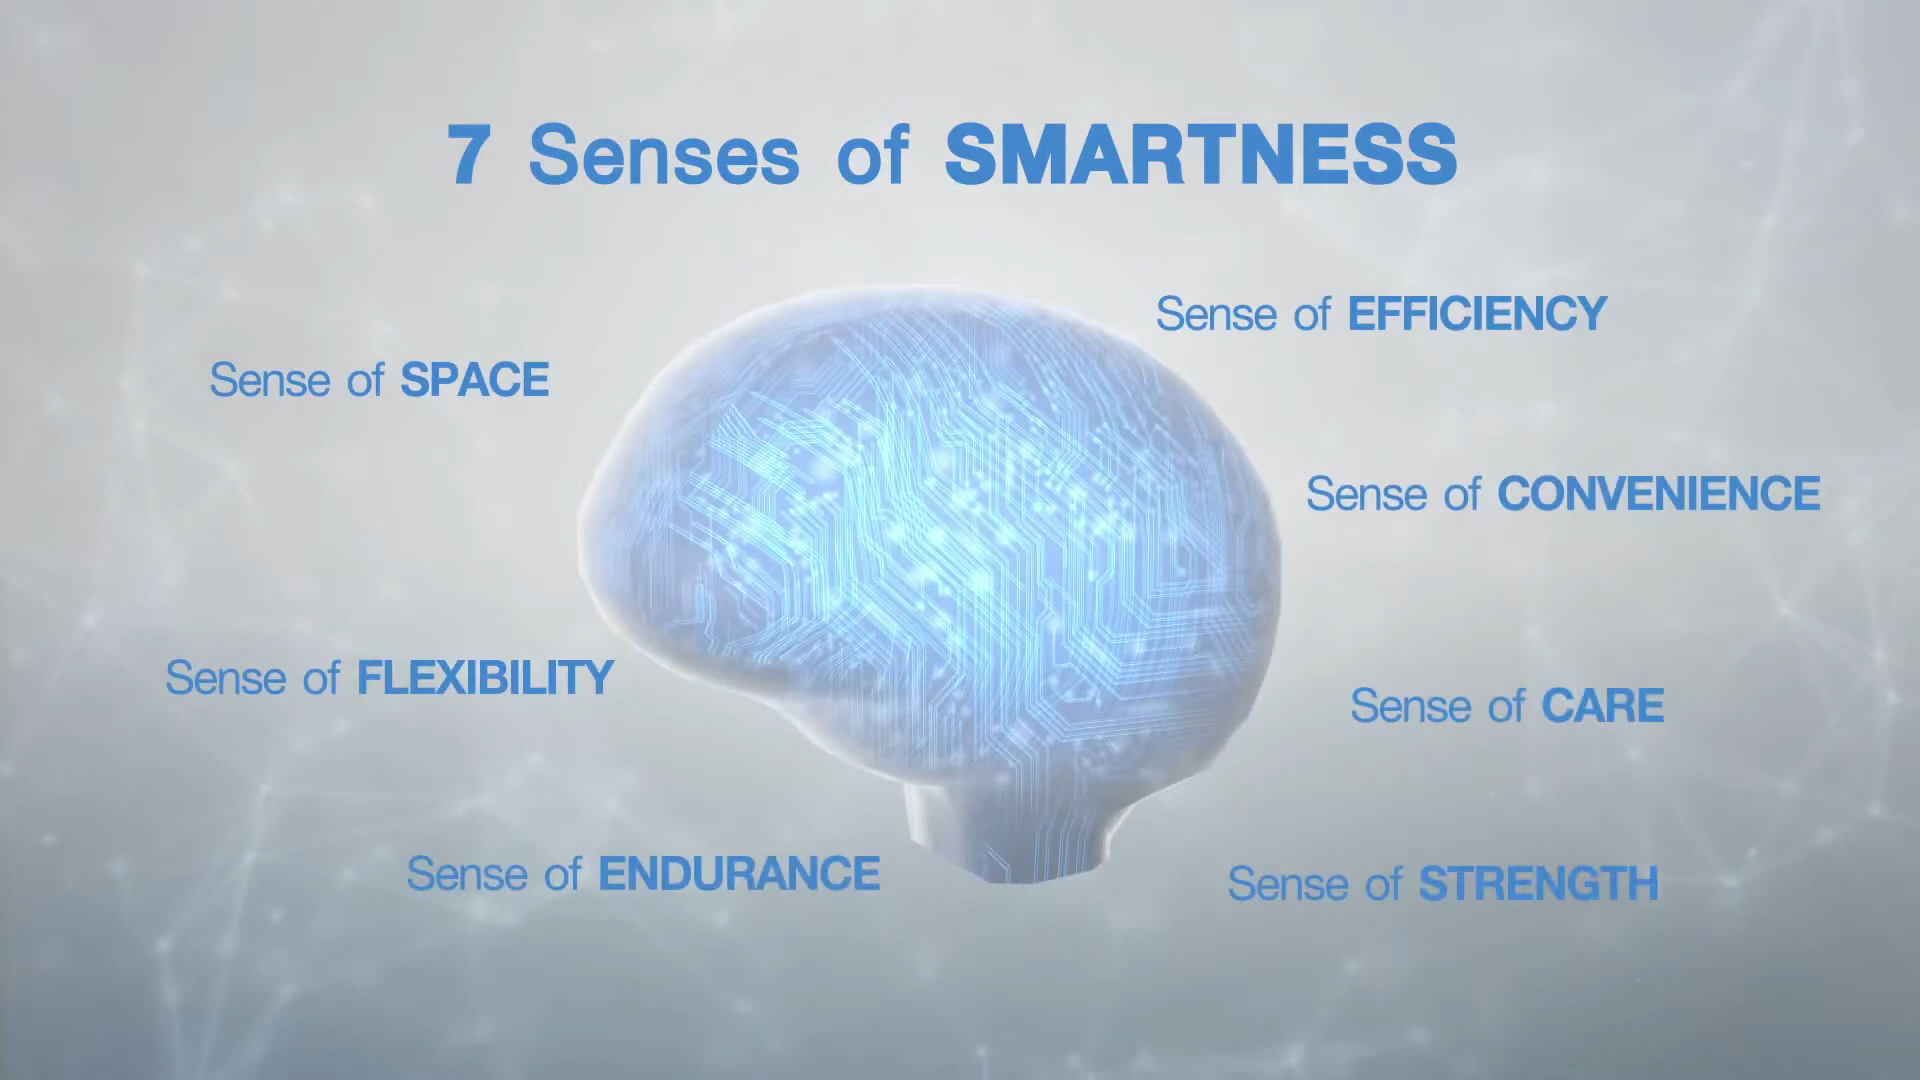 7 Senses of SMARTNESS
Sense of EFFICIENCY
Sense of SPACE
Sense of CONVENIENCE
Sense of FLEXIBILITY
Sense of CARE
Sense of ENDURANCE
Sense of STRENGTH